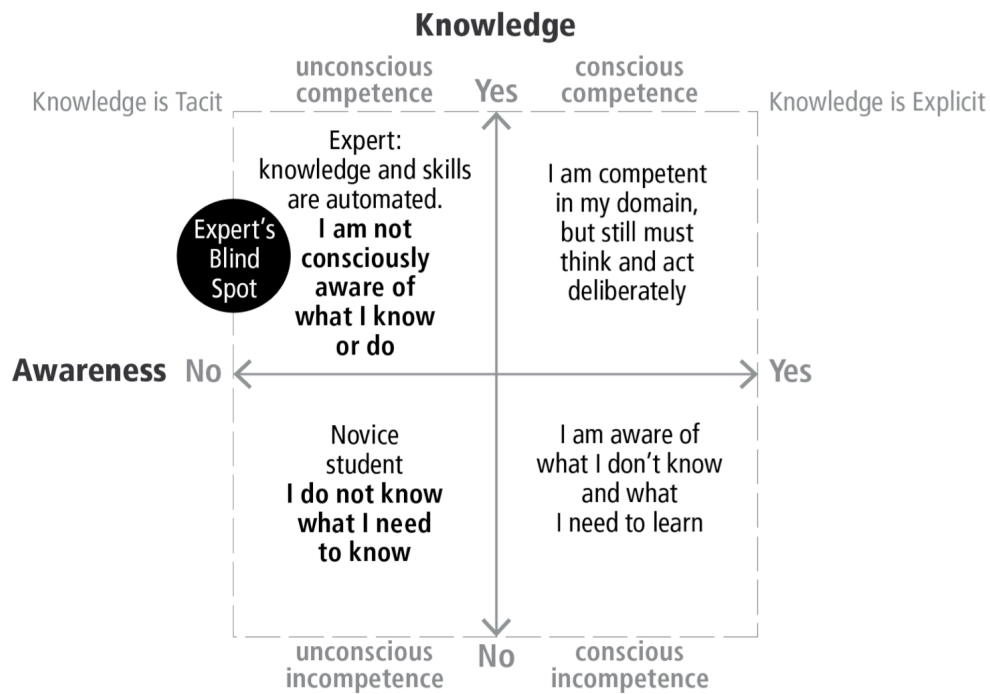 Knowledge
unconscious
competence
Yes
conscious
competence
Knowledge is Tacit
Knowledge is Explicit
Expert:
knowledge and skills
are automated.
I am not
consciously
aware of
what I know
or do
Expert's
Blind
Spot
I am competent
in my domain,
but still must
think and act
deliberately
Awareness No
Yes
Novice
student
I do not know
what I need
to know
I am aware of
what I don't know
and what
I need to learn
unconscious
incompetence
No
conscious
incompetence